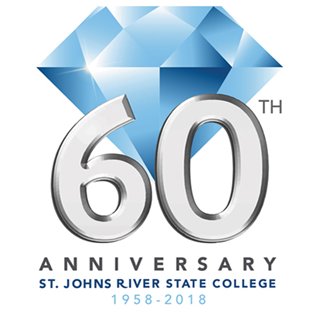 60TH
ANNIVERSARY
ST. JOHNS RIVER STATE COLLEGE
1958-2018